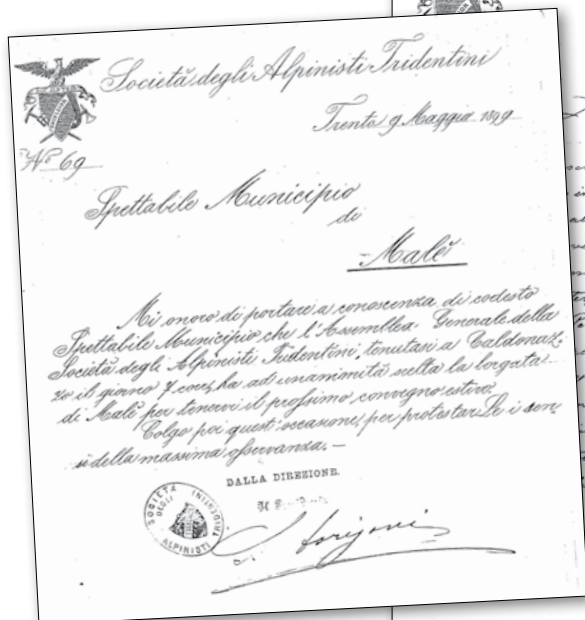 Società degli Alpinisti Tridentini
Trento 9 Maggio 1899
Nº 69
Spettabile Municipio
di
Malè
Mi onoro di portare a conoscenza di codesto
Spettabile Municipio che l'Assemblea Generale della
Società degli Alpinisti Tridentini, tenutasi a Caldonaz-
zo il giorno 7 corr. ha ad unanimità scelta la borgata
di Malè per tenervi il prossimo convegno estivo.
Colgo poi quest'occasione, per protestarLe i sen-
si della massima osservanza. —
DALLA DIREZIONE.
SOCIETÀ DEGLI ALPINISTI TRIDENTINI